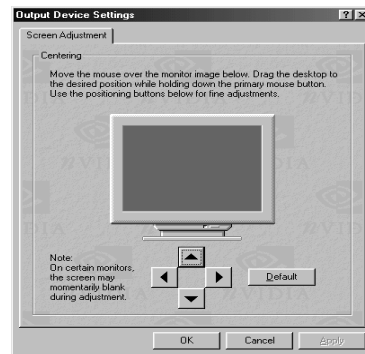 Output Device Settings
Screen Adjustment
Centering
Move the mouse over the monitor image below. Drag the desktop to
the desired position while holding down the primary mouse button.
Use the positioning buttons below for fine adjustments.
Note:
On certain monitors,
the screen may
momentarily blank
during adjustment.
Default
OK
Cancel
Apply